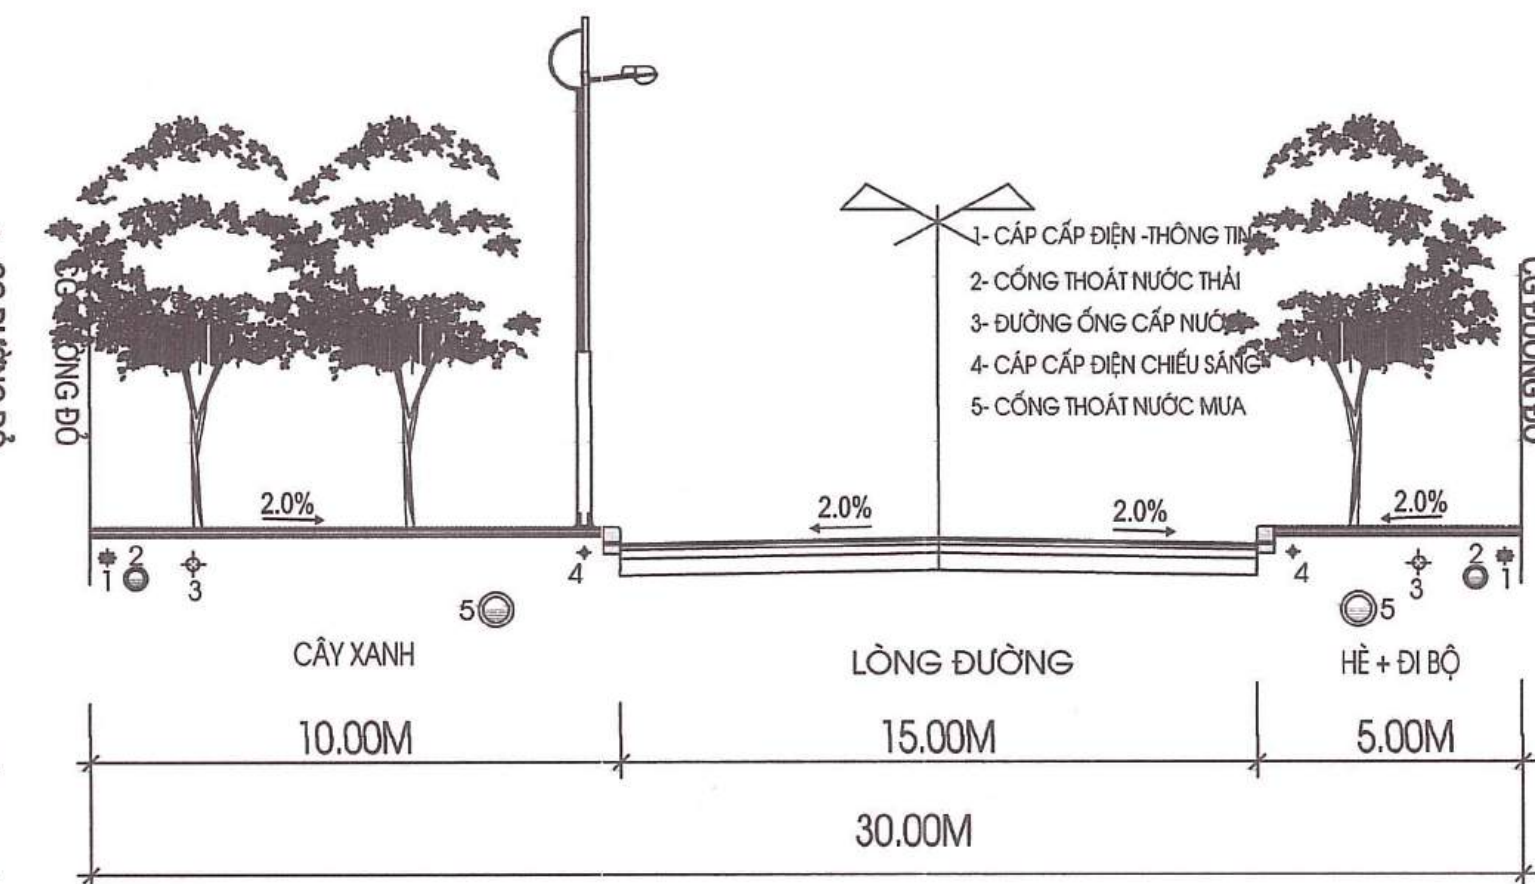 1- CÁP CẤP ĐIỆN -THÔNG TIN
2- CỐNG THOÁT NƯỚC THẢI
3- ĐƯỜNG ỐNG CẤP NƯỚC
4- CÁP CẤP ĐIỆN CHIẾU SÁNG
5- CỐNG THOÁT NƯỚC MƯA
ĐỎ
ĐƯỜNG ĐỎ
2.0% 2.0% 2.0% 2.0%
1 2 3 4 5 4 5 3 2 1
CÂY XANH LÒNG ĐƯỜNG HÈ + ĐI BỘ
10.00M 15.00M 5.00M
30.00M